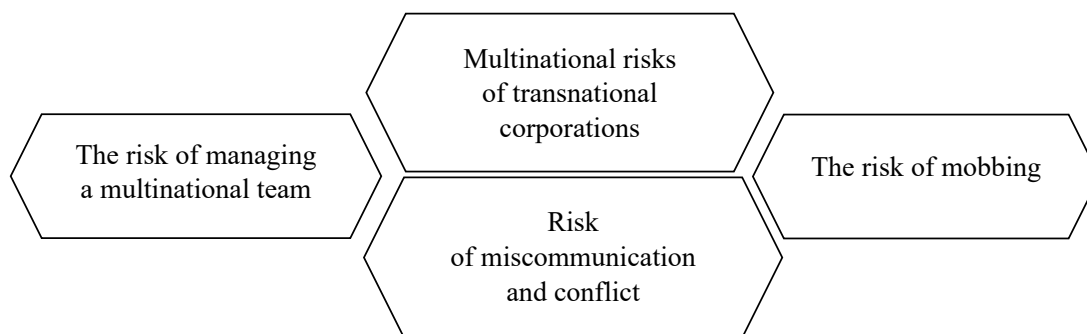 Multinational risks
of transnational
corporations
The risk of managing
a multinational team
The risk of mobbing
Risk
of miscommunication
and conflict